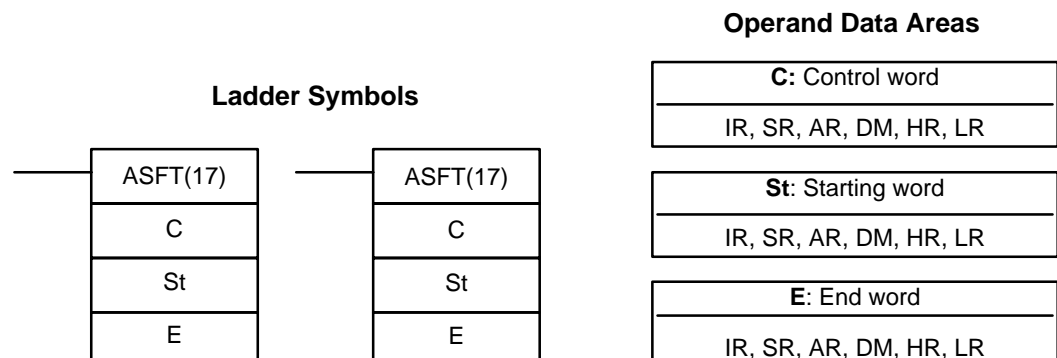 Ladder Symbols
ASFT(17)
C
St
E
ASFT(17)
C
St
E
Operand Data Areas
C: Control word
IR, SR, AR, DM, HR, LR
St: Starting word
IR, SR, AR, DM, HR, LR
E: End word
IR, SR, AR, DM, HR, LR